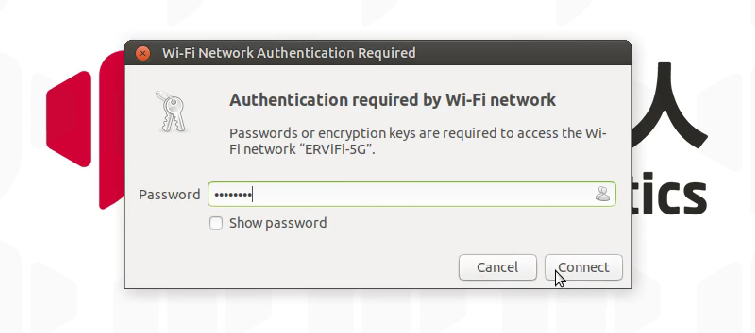 Wi-Fi Network Authentication Required
Authentication required by Wi-Fi network
Passwords or encryption keys are required to access the Wi-
Fi network “ERViFi-5G”.
Password ••••••••
Show password
Cancel Connect
人
tics